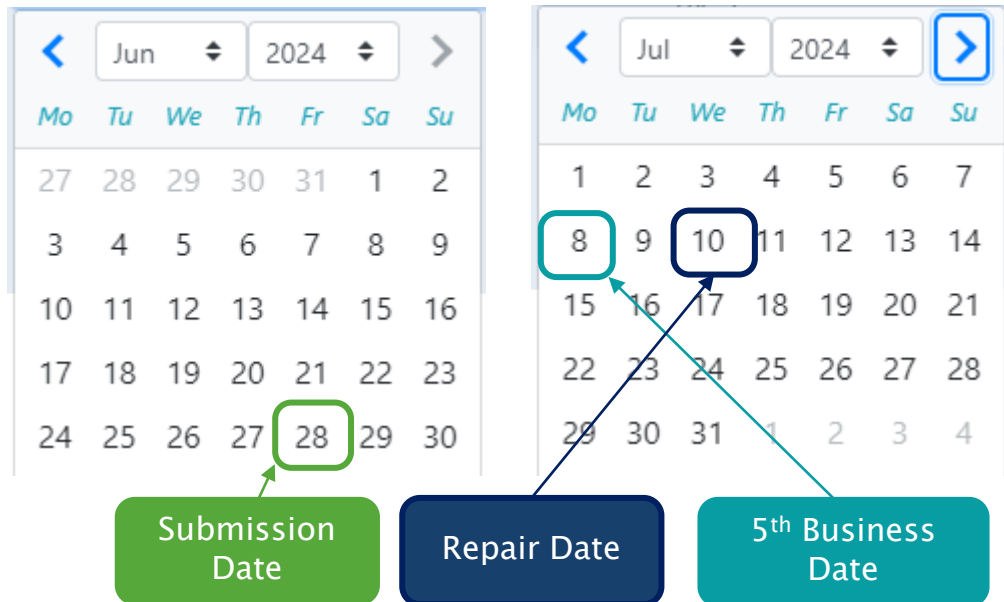 Jun 2024
Mo Tu We Th Fr Sa Su
27 28 29 30 31 1 2
3 4 5 6 7 8 9
10 11 12 13 14 15 16
17 18 19 20 21 22 23
24 25 26 27 28 29 30
Jul 2024
Mo Tu We Th Fr Sa Su
1 2 3 4 5 6 7
8 9 10 11 12 13 14
15 16 17 18 19 20 21
22 23 24 25 26 27 28
29 30 31 1 2 3 4
Submission
Date
Repair Date
5th Business
Date